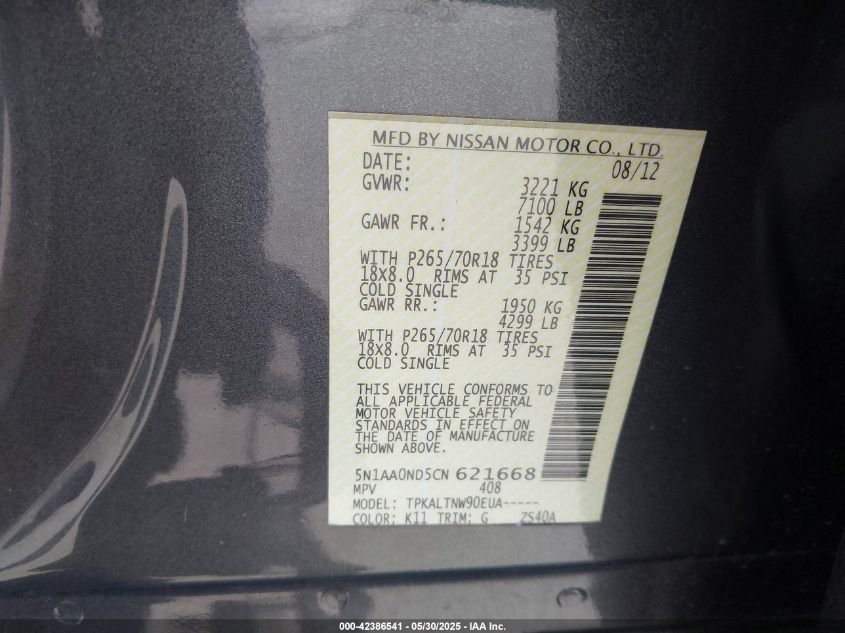 MFD BY NISSAN MOTOR CO., LTD.
DATE: 08/12
GVWR: 3221 KG
7100 LB
GAWR FR.: 1542 KG
3399 LB
WITH P265/70R18 TIRES
18X8.0 RIMS AT 35 PSI
COLD SINGLE
GAWR RR.: 1950 KG
4299 LB
WITH P265/70R18 TIRES
18X8.0 RIMS AT 35 PSI
COLD SINGLE
THIS VEHICLE CONFORMS TO
ALL APPLICABLE FEDERAL
MOTOR VEHICLE SAFETY
STANDARDS IN EFFECT ON
THE DATE OF MANUFACTURE
SHOWN ABOVE.
5N1AA0ND5CN 621668
MPV 408
MODEL: TPKALTNW90EUA-----
COLOR: K11 TRIM: G ZS40A
000-42386541 - 05/30/2025 - IAA Inc.